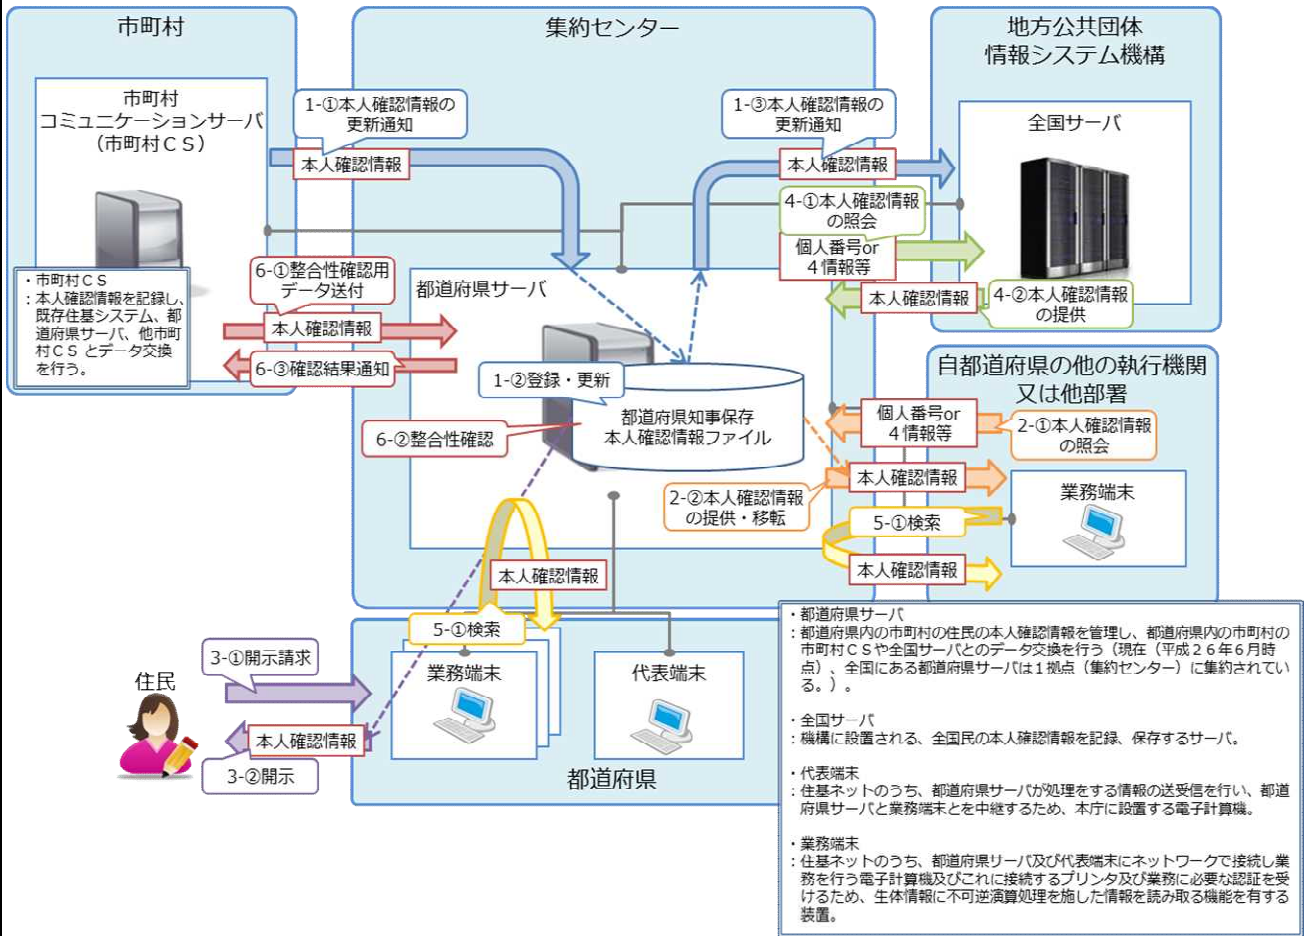 市町村
市町村
コミュニケーションサーバ
（市町村ＣＳ）
・市町村ＣＳ
：本人確認情報を記録し、
既存住基システム、都
道府県サーバ、他市町
村ＣＳとデータ交換
を行う。
集約センター
1-①本人確認情報の
更新通知
本人確認情報
1-③本人確認情報の
更新通知
本人確認情報
地方公共団体
情報システム機構
全国サーバ
4-①本人確認情報
の照会
個人番号or
４情報等
本人確認情報
4-②本人確認情報
の提供
6-①整合性確認用
データ送付
本人確認情報
6-③確認結果通知
都道府県サーバ
1-②登録・更新
都道府県知事保存
本人確認情報ファイル
6-②整合性確認
自都道府県の他の執行機関
又は他部署
個人番号or
４情報等
2-①本人確認情報
の照会
本人確認情報
2-②本人確認情報
の提供・移転
業務端末
5-①検索
本人確認情報
本人確認情報
5-①検索
業務端末
代表端末
都道府県
住民
3-①開示請求
本人確認情報
3-②開示
・都道府県サーバ
：都道府県内の市町村の住民の本人確認情報を管理し、都道府県内の市町村の
市町村ＣＳや全国サーバとのデータ交換を行う（現在（平成２６年６月時
点）、全国にある都道府県サーバは１拠点（集約センター）に集約されてい
る。）。
・全国サーバ
：機構に設置される、全国民の本人確認情報を記録、保存するサーバ。
・代表端末
：住基ネットのうち、都道府県サーバが処理をする情報の送受信を行い、都道
府県サーバと業務端末とを中継するため、本庁に設置する電子計算機。
・業務端末
：住基ネットのうち、都道府県サーバ及び代表端末にネットワークで接続し業
務を行う電子計算機及びこれに接続するプリンタ及び業務に必要な認証を受
けるため、生体情報に不可逆演算処理を施した情報を読み取る機能を有する
装置。